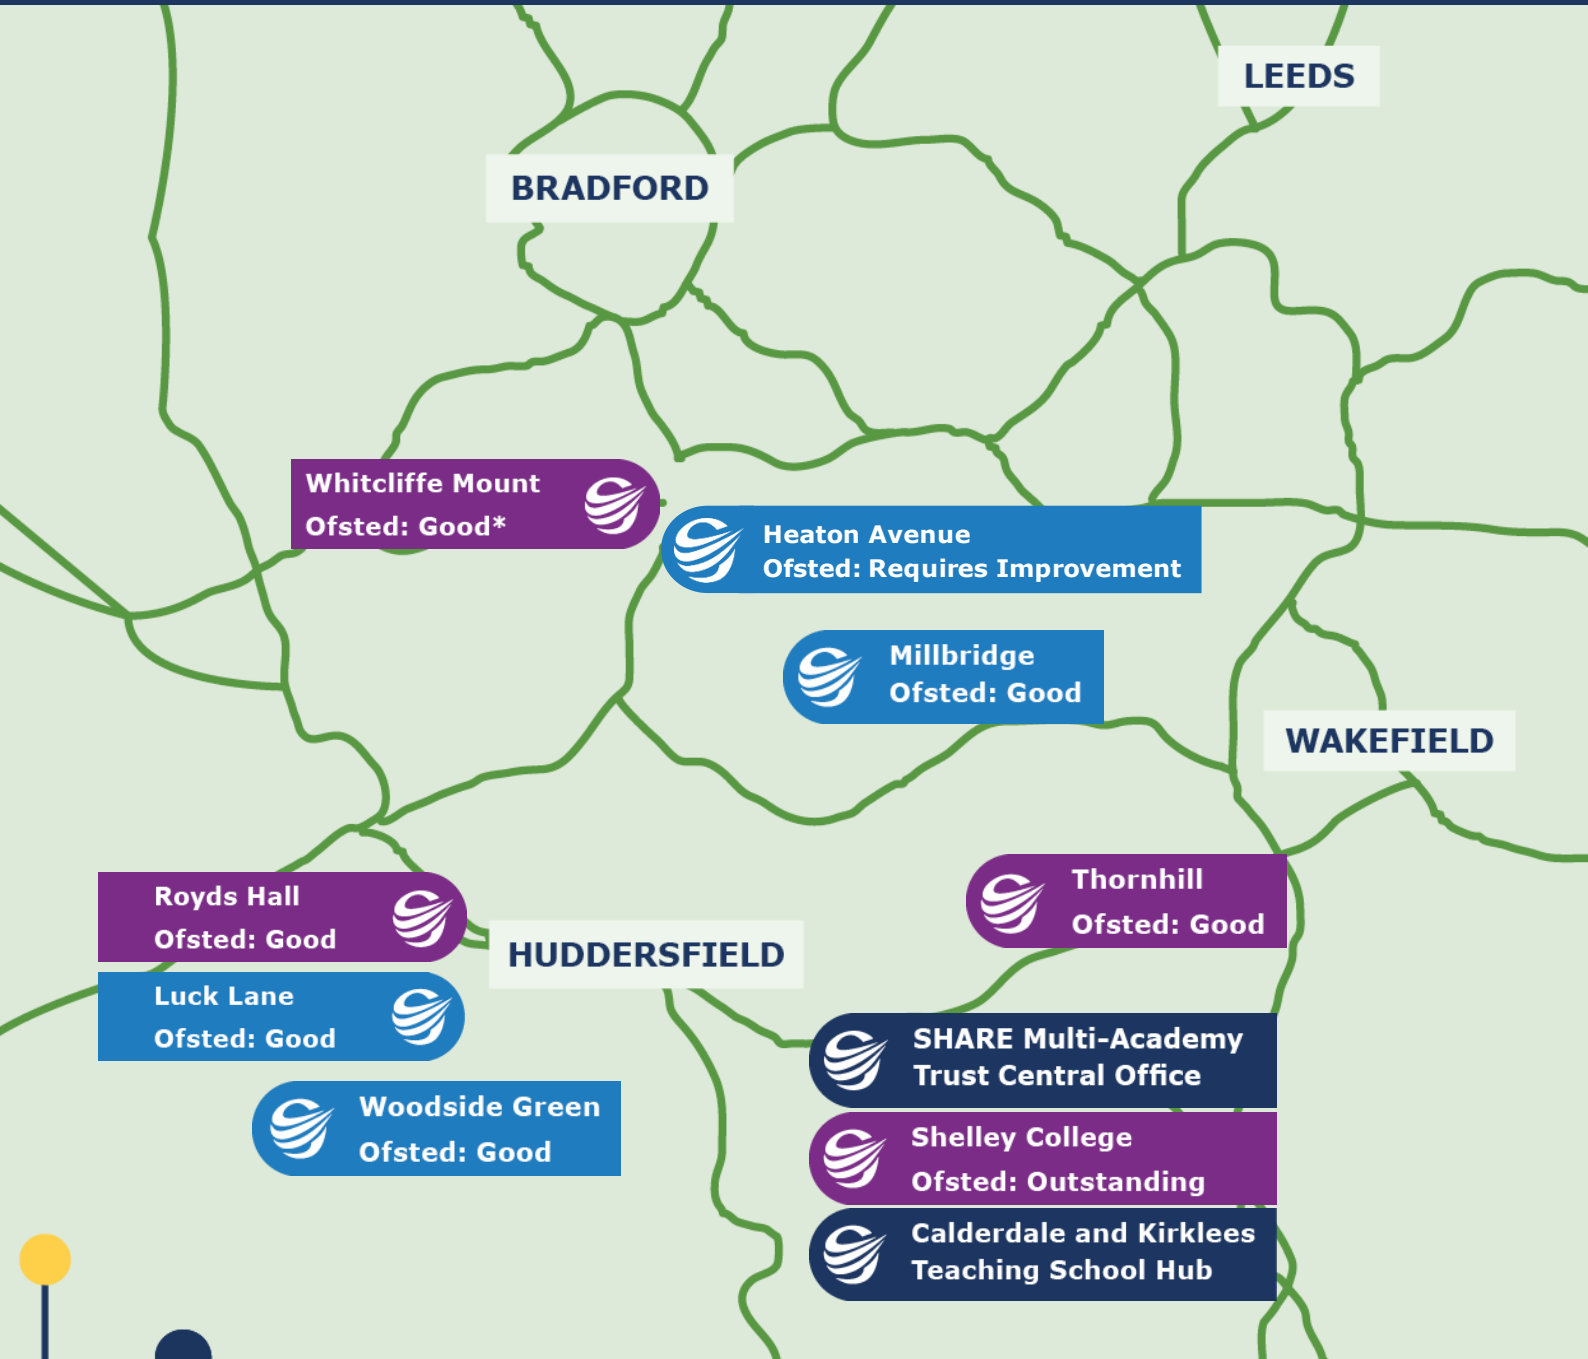 LEEDS
BRADFORD
Whitcliffe Mount
Ofsted: Good*
Heaton Avenue
Ofsted: Requires Improvement
Millbridge
Ofsted: Good
WAKEFIELD
Royds Hall
Ofsted: Good
Thornhill
Ofsted: Good
HUDDERSFIELD
Luck Lane
Ofsted: Good
SHARE Multi-Academy
Trust Central Office
Woodside Green
Ofsted: Good
Shelley College
Ofsted: Outstanding
Calderdale and Kirklees
Teaching School Hub